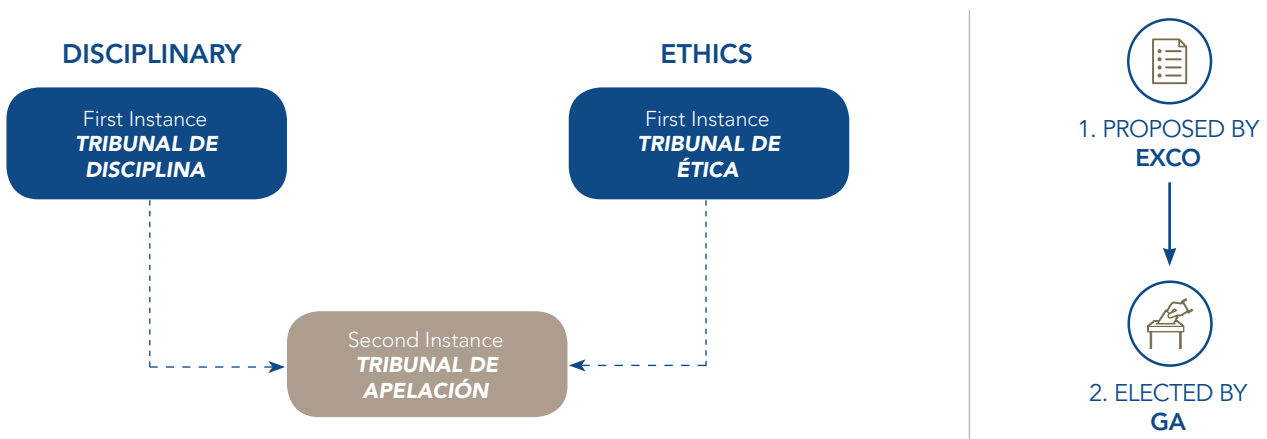 DISCIPLINARY
First Instance
TRIBUNAL DE
DISCIPLINA
ETHICS
First Instance
TRIBUNAL DE
ÉTICA
Second Instance
TRIBUNAL DE
APELACIÓN
1. PROPOSED BY
EXCO
2. ELECTED BY
GA